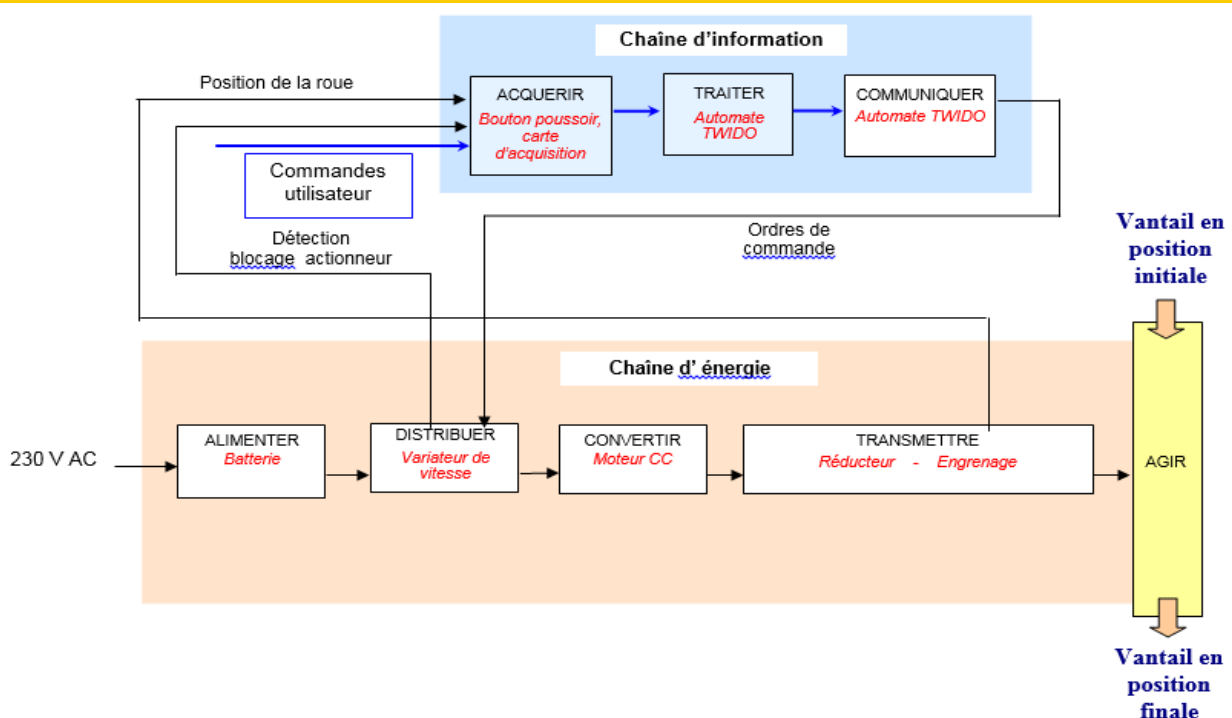 Chaîne d'information
Position de la roue
ACQUERIR
Bouton poussoir,
carte
d'acquisition
TRAITER
Automate
TWIDO
COMMUNIQUER
Automate TWIDO
Commandes
utilisateur
Détection
blocage actionneur
Ordres de
commande
Vantail en
position
initiale
Chaîne d' énergie
230 V AC
ALIMENTER
Batterie
DISTRIBUER
Variateur de
vitesse
CONVERTIR
Moteur CC
TRANSMETTRE
Réducteur - Engrenage
AGIR
Vantail en
position
finale